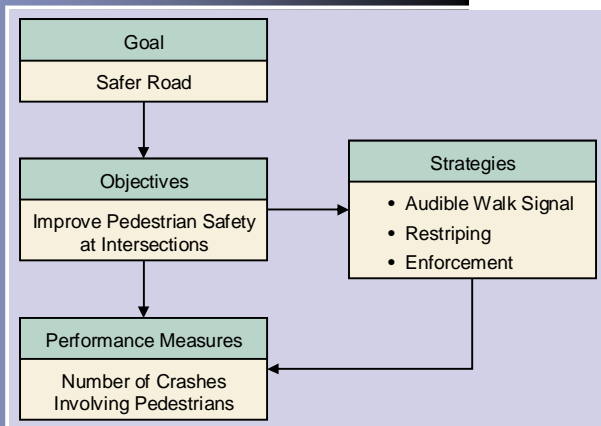 Goal
Safer Road
Objectives
Improve Pedestrian Safety
at Intersections
Strategies
• Audible Walk Signal
• Restriping
• Enforcement
Performance Measures
Number of Crashes
Involving Pedestrians